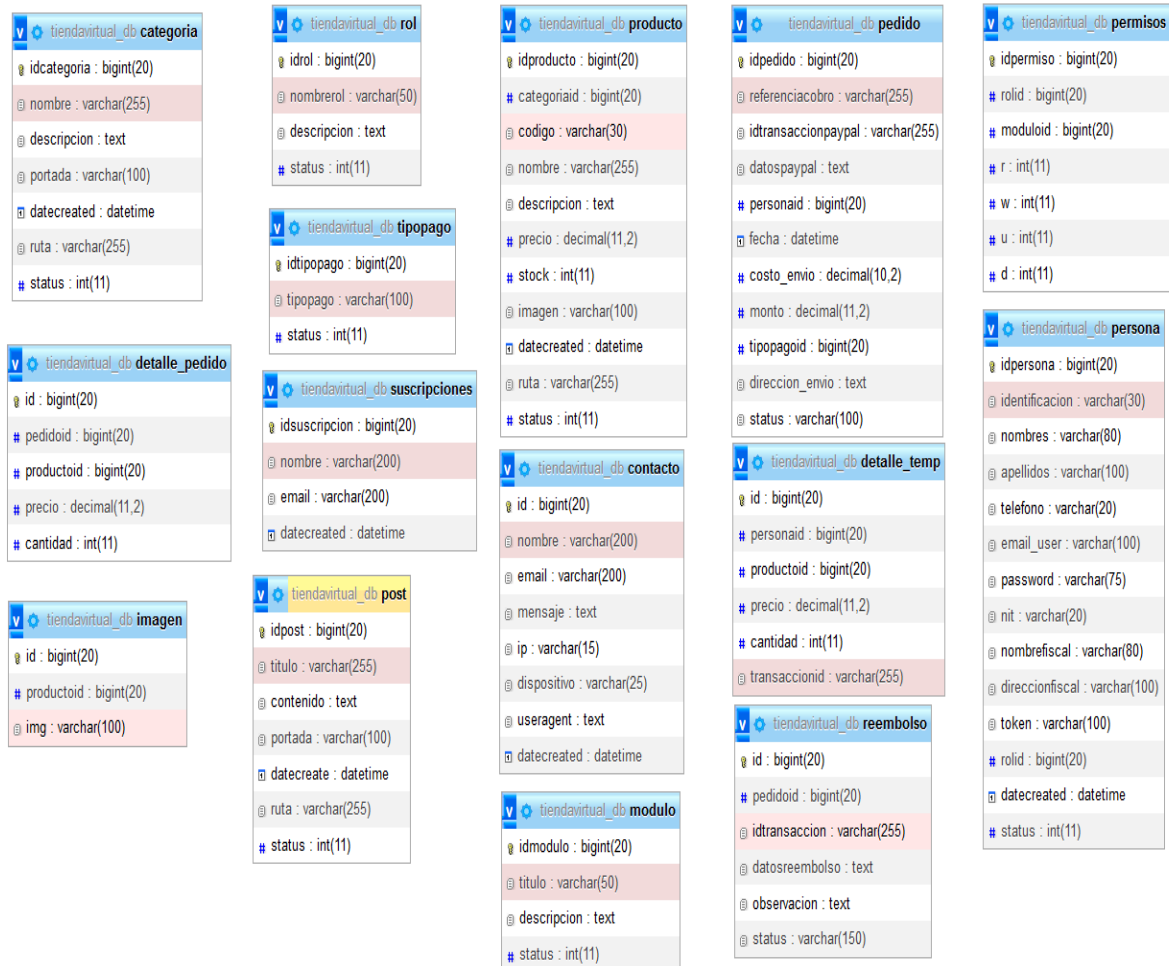 tiendavirtual_db categoria
idcategoria : bigint(20)
nombre : varchar(255)
descripcion : text
portada : varchar(100)
datecreated : datetime
ruta : varchar(255)
status : int(11)
tiendavirtual_db detalle_pedido
id : bigint(20)
pedidoid : bigint(20)
productoid : bigint(20)
precio : decimal(11,2)
cantidad : int(11)
tiendavirtual_db imagen
id : bigint(20)
productoid : bigint(20)
img : varchar(100)
tiendavirtual_db rol
idrol : bigint(20)
nombrerol : varchar(50)
descripcion : text
status : int(11)
tiendavirtual_db tipopago
idtipopago : bigint(20)
tipopago : varchar(100)
status : int(11)
tiendavirtual_db suscripciones
idsuscripcion : bigint(20)
nombre : varchar(200)
email : varchar(200)
datecreated : datetime
tiendavirtual_db post
idpost : bigint(20)
titulo : varchar(255)
contenido : text
portada : varchar(100)
datecreate : datetime
ruta : varchar(255)
status : int(11)
tiendavirtual_db producto
idproducto : bigint(20)
categoriaid : bigint(20)
codigo : varchar(30)
nombre : varchar(255)
descripcion : text
precio : decimal(11,2)
stock : int(11)
imagen : varchar(100)
datecreated : datetime
ruta : varchar(255)
status : int(11)
tiendavirtual_db contacto
id : bigint(20)
nombre : varchar(200)
email : varchar(200)
mensaje : text
ip : varchar(15)
dispositivo : varchar(25)
useragent : text
datecreated : datetime
tiendavirtual_db modulo
idmodulo : bigint(20)
titulo : varchar(50)
descripcion : text
status : int(11)
tiendavirtual_db pedido
idpedido : bigint(20)
referenciacobro : varchar(255)
idtransaccionpaypal : varchar(255)
datospaypal : text
personaid : bigint(20)
fecha : datetime
costo_envio : decimal(10,2)
monto : decimal(11,2)
tipopagoid : bigint(20)
direccion_envio : text
status : varchar(100)
tiendavirtual_db detalle_temp
id : bigint(20)
personaid : bigint(20)
productoid : bigint(20)
precio : decimal(11,2)
cantidad : int(11)
transaccionid : varchar(255)
tiendavirtual_db reembolso
id : bigint(20)
pedidoid : bigint(20)
idtransaccion : varchar(255)
datosreembolso : text
observacion : text
status : varchar(150)
tiendavirtual_db permisos
idpermiso : bigint(20)
rolid : bigint(20)
moduloid : bigint(20)
r : int(11)
w : int(11)
u : int(11)
d : int(11)
tiendavirtual_db persona
idpersona : bigint(20)
identificacion : varchar(30)
nombres : varchar(80)
apellidos : varchar(100)
telefono : varchar(20)
email_user : varchar(100)
password : varchar(75)
nit : varchar(20)
nombrefiscal : varchar(80)
direccionfiscal : varchar(100)
token : varchar(100)
rolid : bigint(20)
datecreated : datetime
status : int(11)